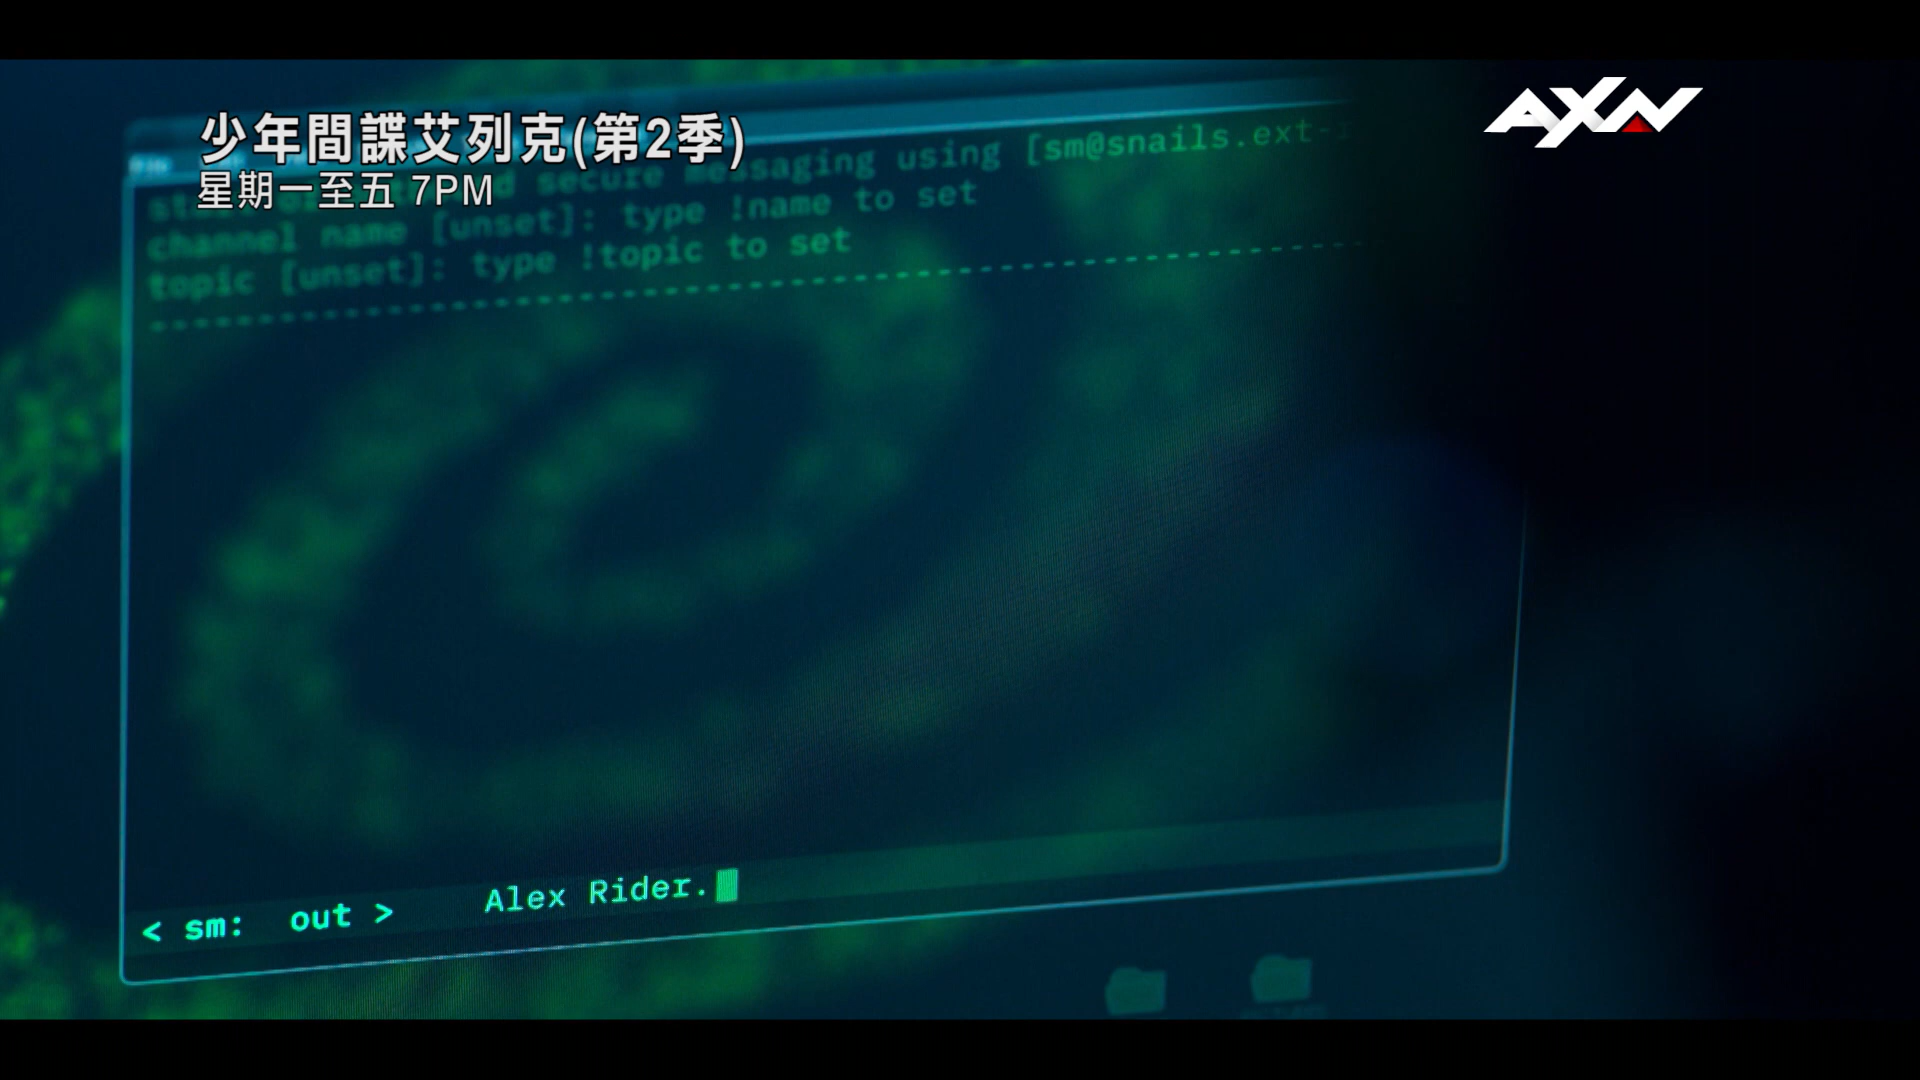 少年間諜艾列克(第2季)
星期一至五 7PM
AXN
secure messaging using [sm@snails.ext-
channel name [unset]: type !name to set
topic [unset]: type !topic to set
< sm: out > Alex Rider.